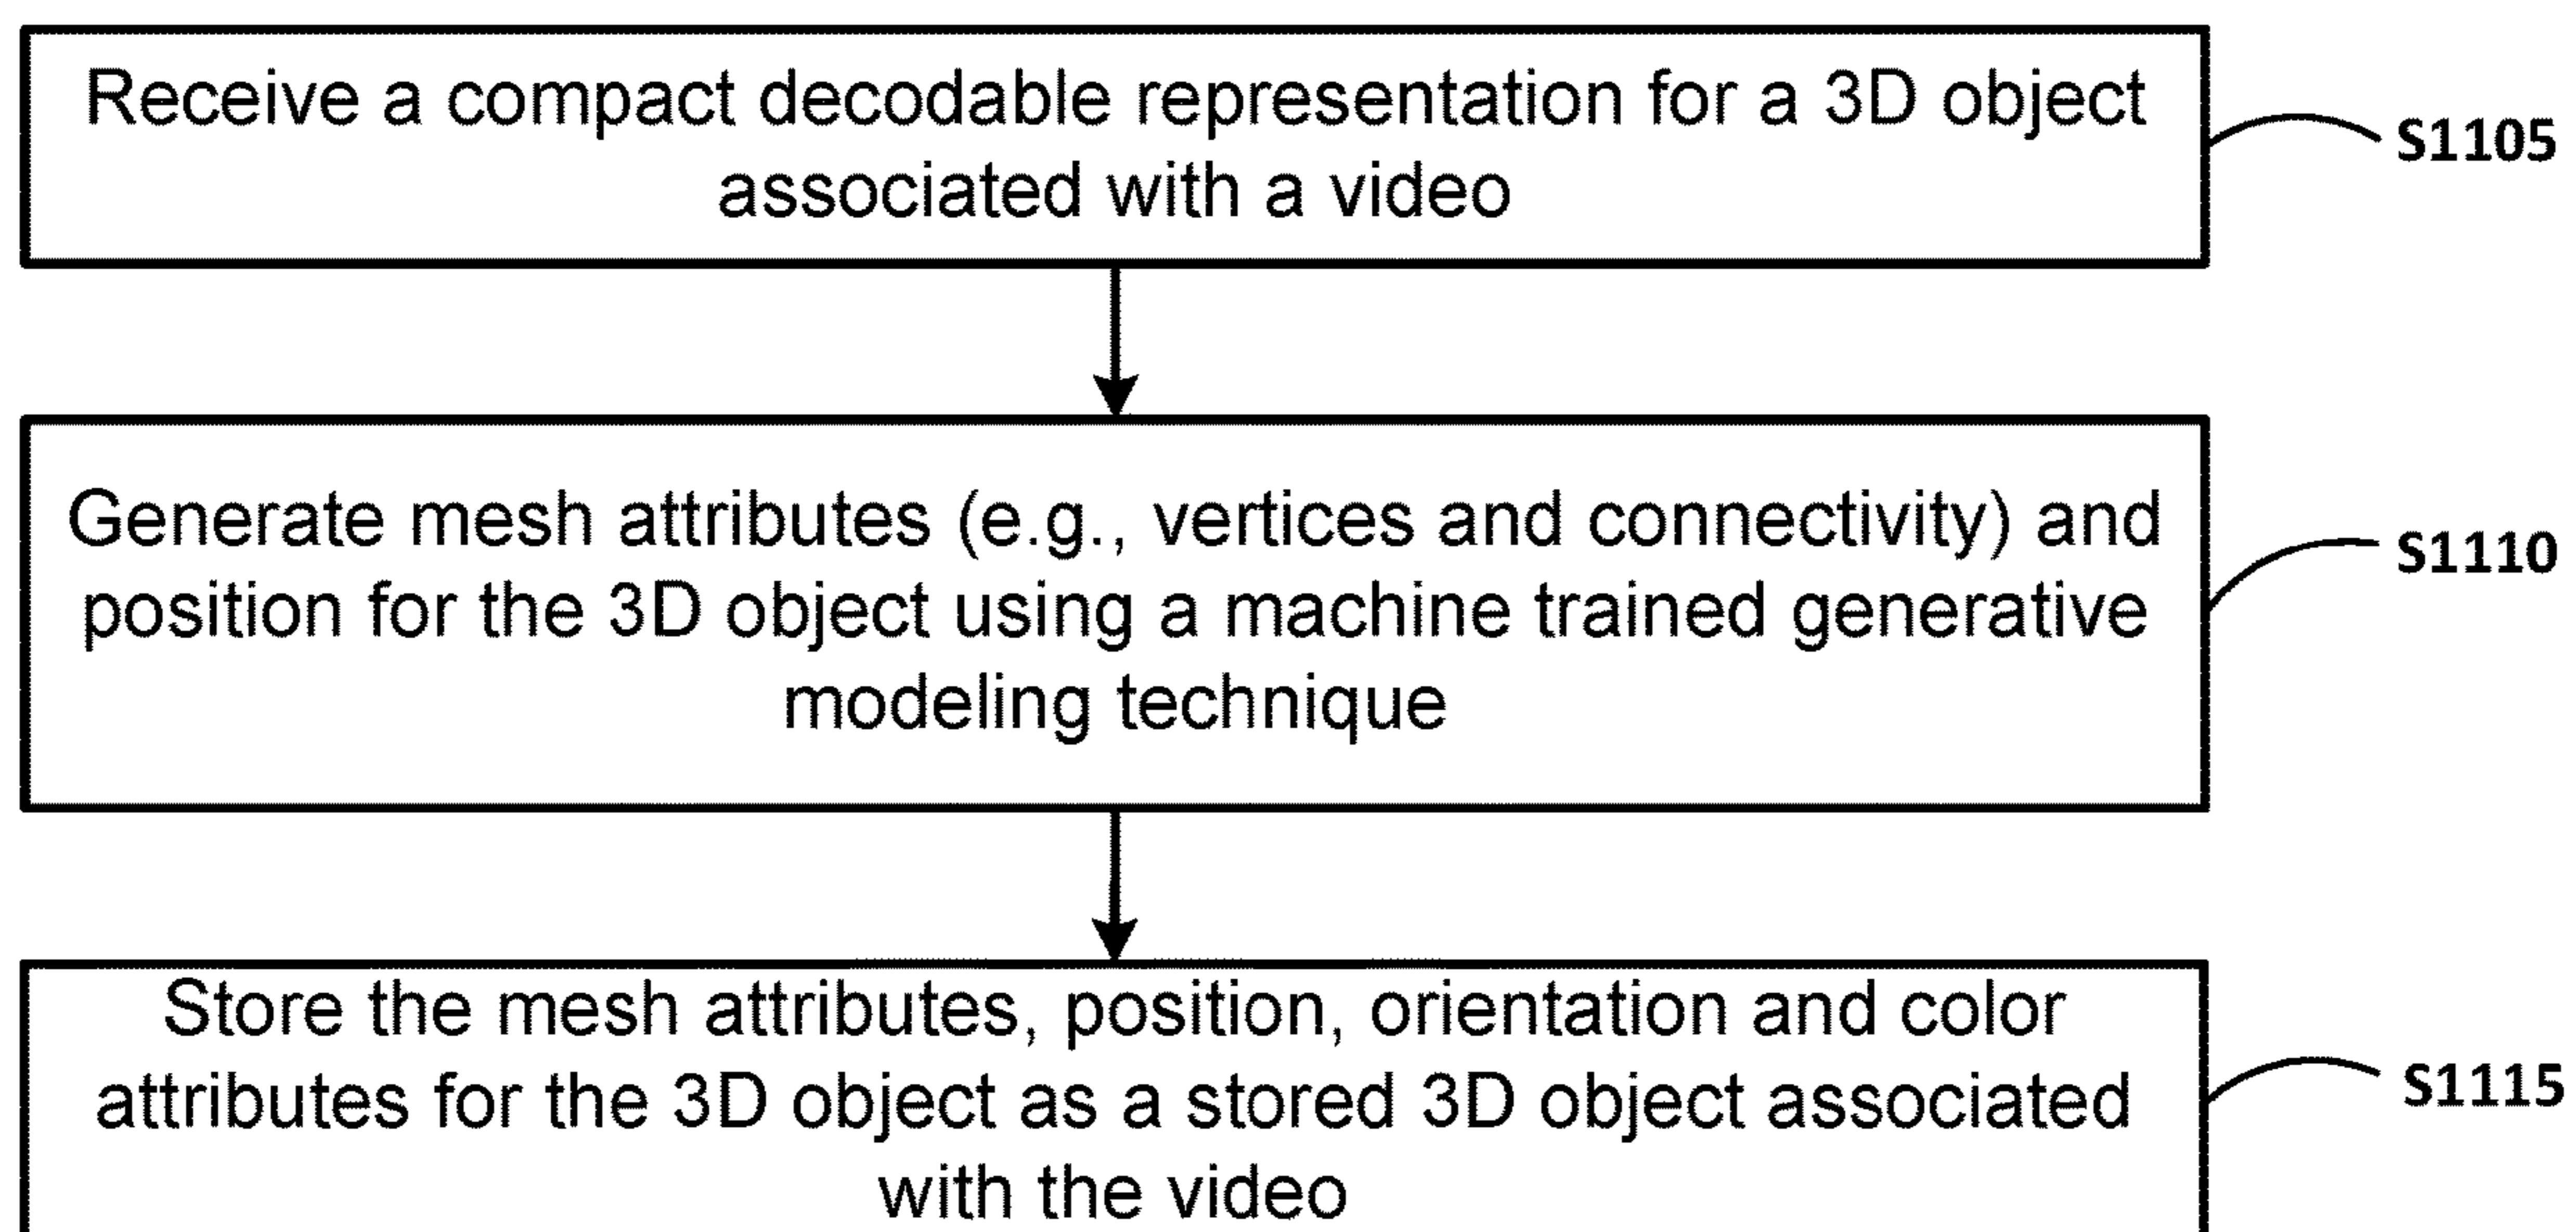 Receive a compact decodable representation for a 3D object
associated with a video
S1105
Generate mesh attributes (e.g., vertices and connectivity) and
position for the 3D object using a machine trained generative
modeling technique
S1110
Store the mesh attributes, position, orientation and color
attributes for the 3D object as a stored 3D object associated
with the video
S1115